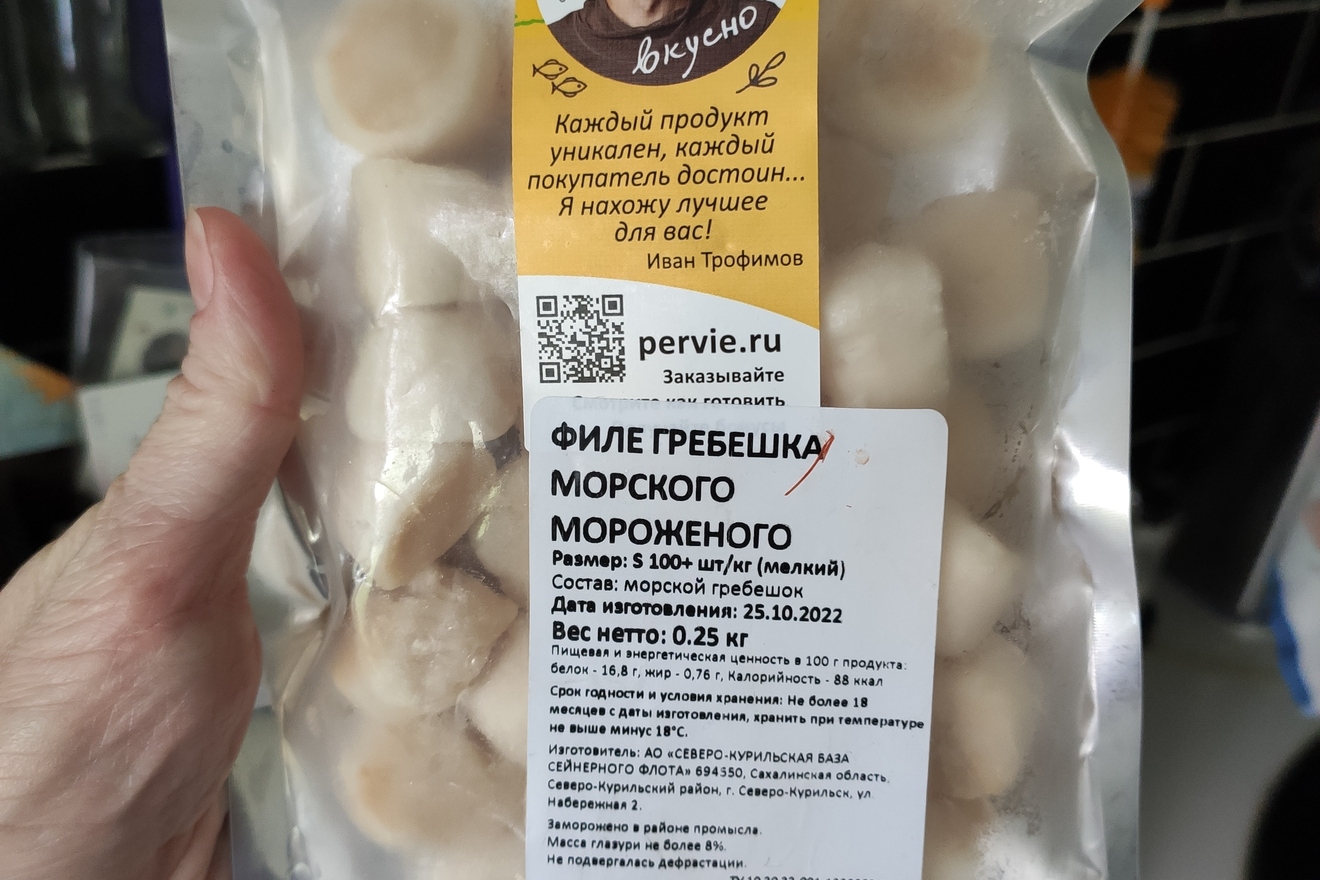 вкусно
Каждый продукт
уникален, каждый
покупатель достоин...
Я нахожу лучшее
для вас!
Иван Трофимов
pervie.ru
Заказывайте
Смотрите как готовить
ФИЛЕ ГРЕБЕШКА
МОРСКОГО
МОРОЖЕНОГО
Размер: S 100+ шт/кг (мелкий)
Состав: морской гребешок
Дата изготовления: 25.10.2022
Вес нетто: 0.25 кг
Пищевая и энергетическая ценность в 100 г продукта:
белок - 16,8 г, жир - 0,76 г, Калорийность - 88 ккал
Срок годности и условия хранения: Не более 18
месяцев с даты изготовления, хранить при температуре
не выше минус 18°С.
Изготовитель: АО «СЕВЕРО-КУРИЛЬСКАЯ БАЗА
СЕЙНЕРНОГО ФЛОТА» 694550, Сахалинская область,
Северо-Курильский район, г. Северо-Курильск, ул.
Набережная 2.
Заморожено в районе промысла.
Масса глазури не более 8%.
Не подвергалась дефрастации.